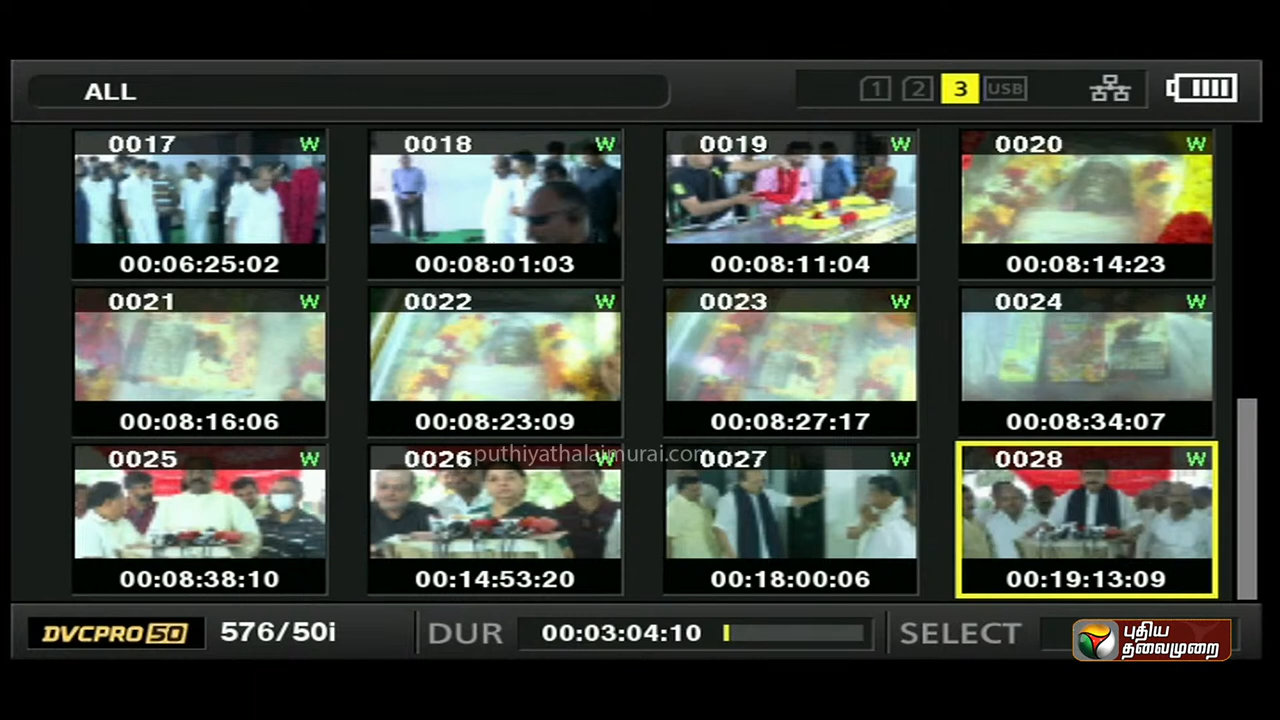 ALL
1 2 3 USB
0017 W 0018 W 0019 W 0020 W
00:06:25:02 00:08:01:03 00:08:11:04 00:08:14:23
0021 W 0022 W 0023 W 0024 W
00:08:16:06 00:08:23:09 00:08:27:17 00:08:34:07
0025 W 0026 W 0027 W 0028 W
puthiyathalaimurai.com
00:08:38:10 00:14:53:20 00:18:00:06 00:19:13:09
DVCPRO 50 576/50i DUR 00:03:04:10 SELECT
புதிய
தலைமுறை